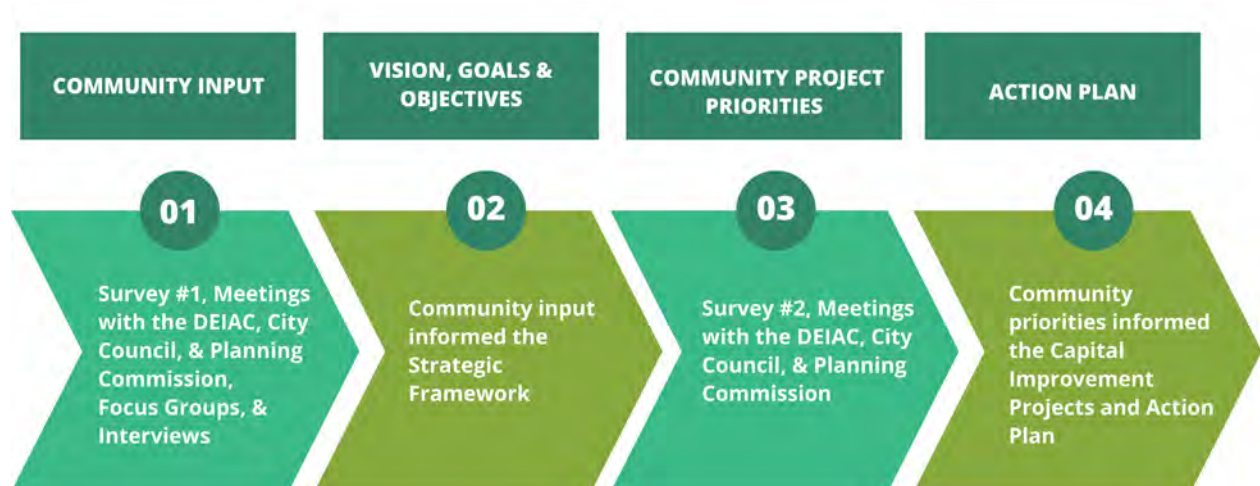 COMMUNITY INPUT
VISION, GOALS &
OBJECTIVES
COMMUNITY PROJECT
PRIORITIES
ACTION PLAN
01
Survey #1, Meetings
with the DEIAC, City
Council, & Planning
Commission,
Focus Groups, &
Interviews
02
Community input
informed the
Strategic
Framework
03
Survey #2, Meetings
with the DEIAC, City
Council, & Planning
Commission
04
Community
priorities informed
the Capital
Improvement
Projects and Action
Plan